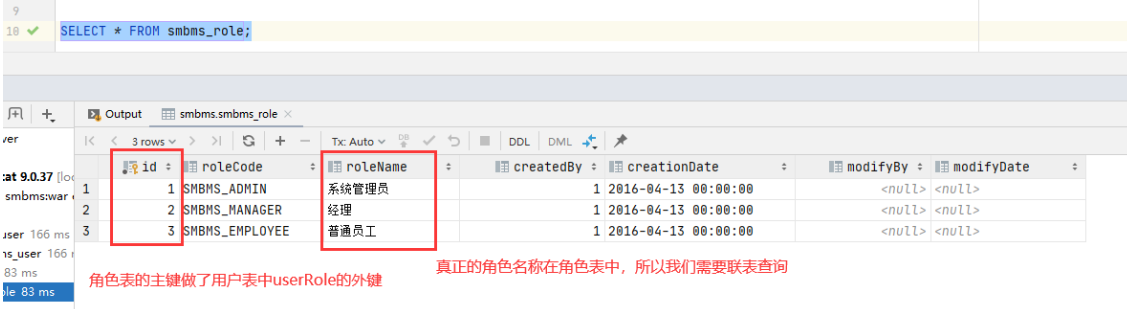 9
10 SELECT * FROM smbms_role;
Output smbms.smbms_role
3 rows Tx: Auto DB DDL DML
id roleCode roleName createdBy creationDate modifyBy modifyDate
1 1 SMBMS_ADMIN 系统管理员 1 2016-04-13 00:00:00 <null> <null>
2 2 SMBMS_MANAGER 经理 1 2016-04-13 00:00:00 <null> <null>
3 3 SMBMS_EMPLOYEE 普通员工 1 2016-04-13 00:00:00 <null> <null>
ver
cat 9.0.37 [loc
smbms:war
user 166 ms
ns_user 166
83 ms
ole 83 ms
角色表的主键做了用户表中userRole的外键
真正的角色名称在角色表中，所以我们需要联表查询